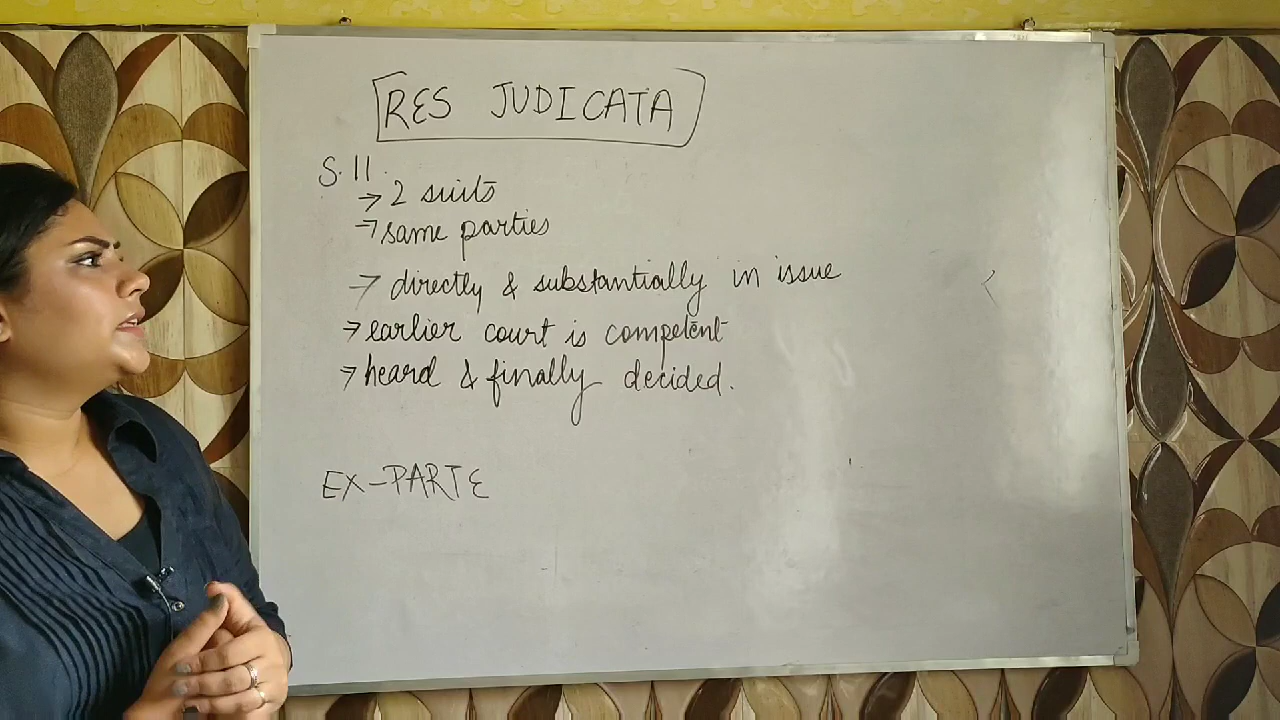 RES JUDICATA
S.11.
→ 2 suits
→ same parties
→ directly & substantially in issue
→ earlier court is competent
→ heard & finally decided.
EX-PARTE